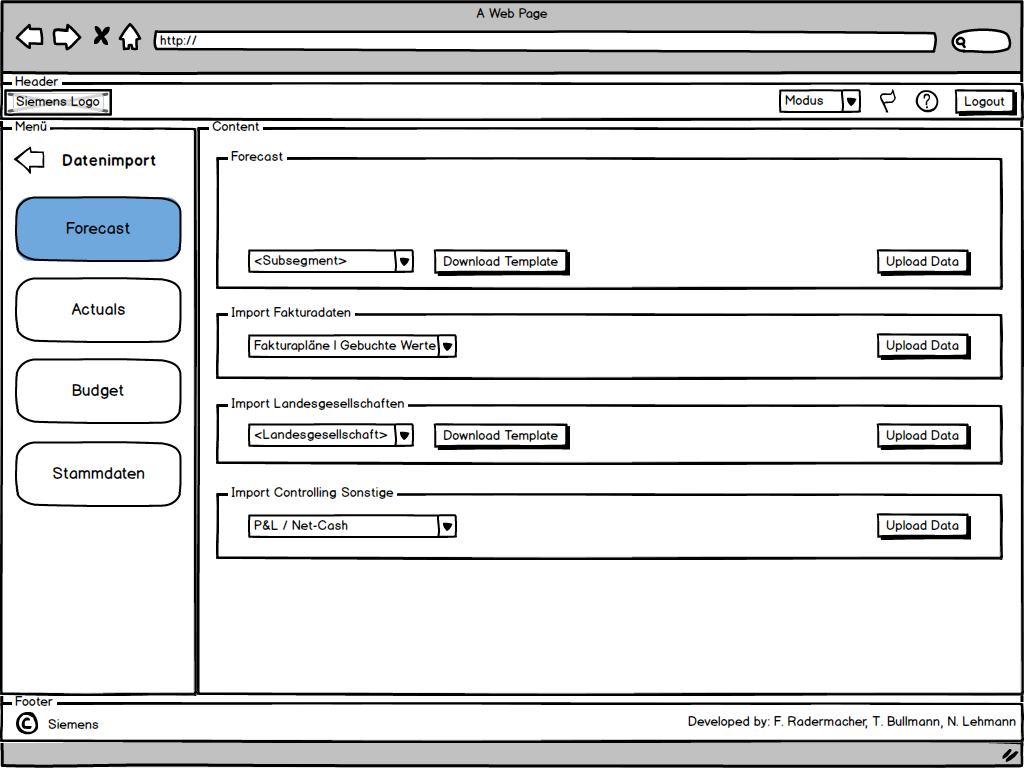 A Web Page
http://
Header
Siemens Logo
Modus
?
Logout
Menü
Datenimport
Forecast
Actuals
Budget
Stammdaten
Content
Forecast
<Subsegment>
Download Template
Upload Data
Import Fakturadaten
Fakturapläne | Gebuchte Werte
Upload Data
Import Landesgesellschaften
<Landesgesellschaft>
Download Template
Upload Data
Import Controlling Sonstige
P&L / Net-Cash
Upload Data
Footer
© Siemens
Developed by: F. Radermacher, T. Bullmann, N. Lehmann